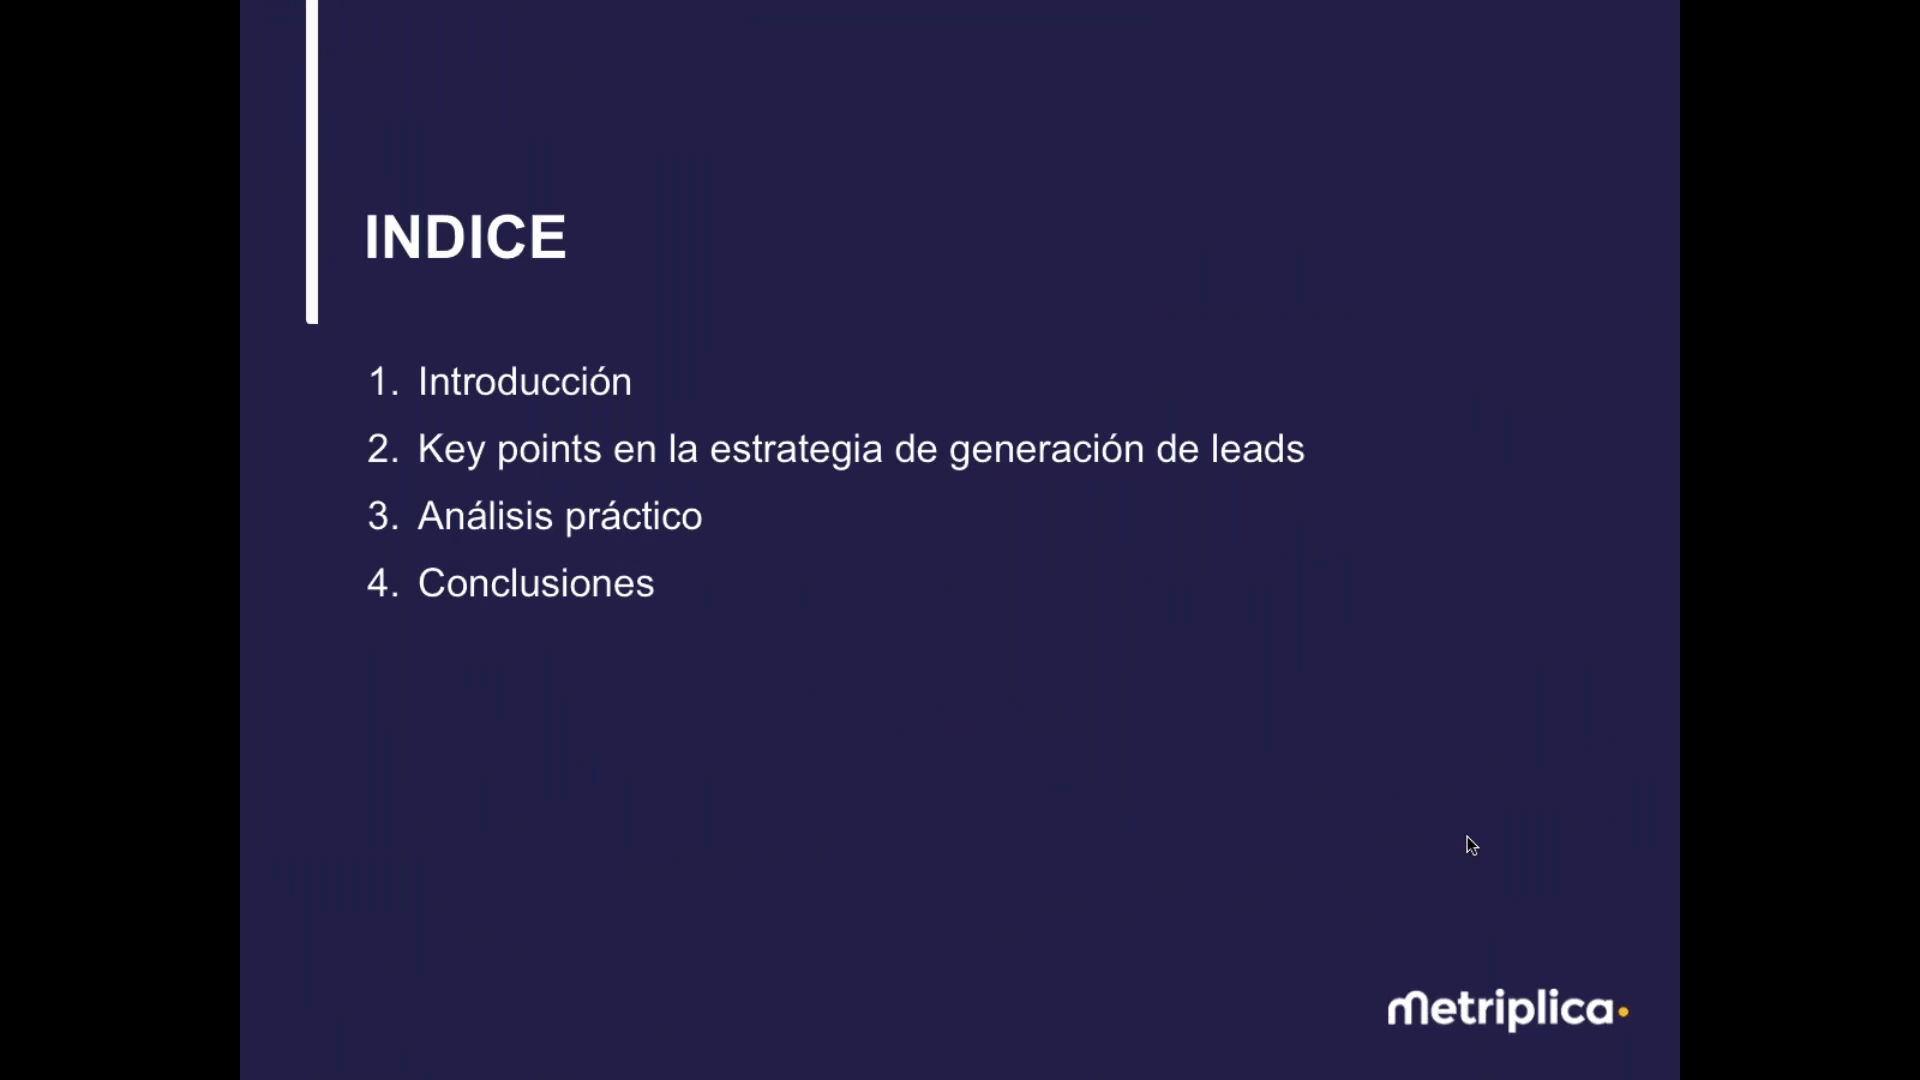 INDICE
1. Introducción
2. Key points en la estrategia de generación de leads
3. Análisis práctico
4. Conclusiones
metriplica